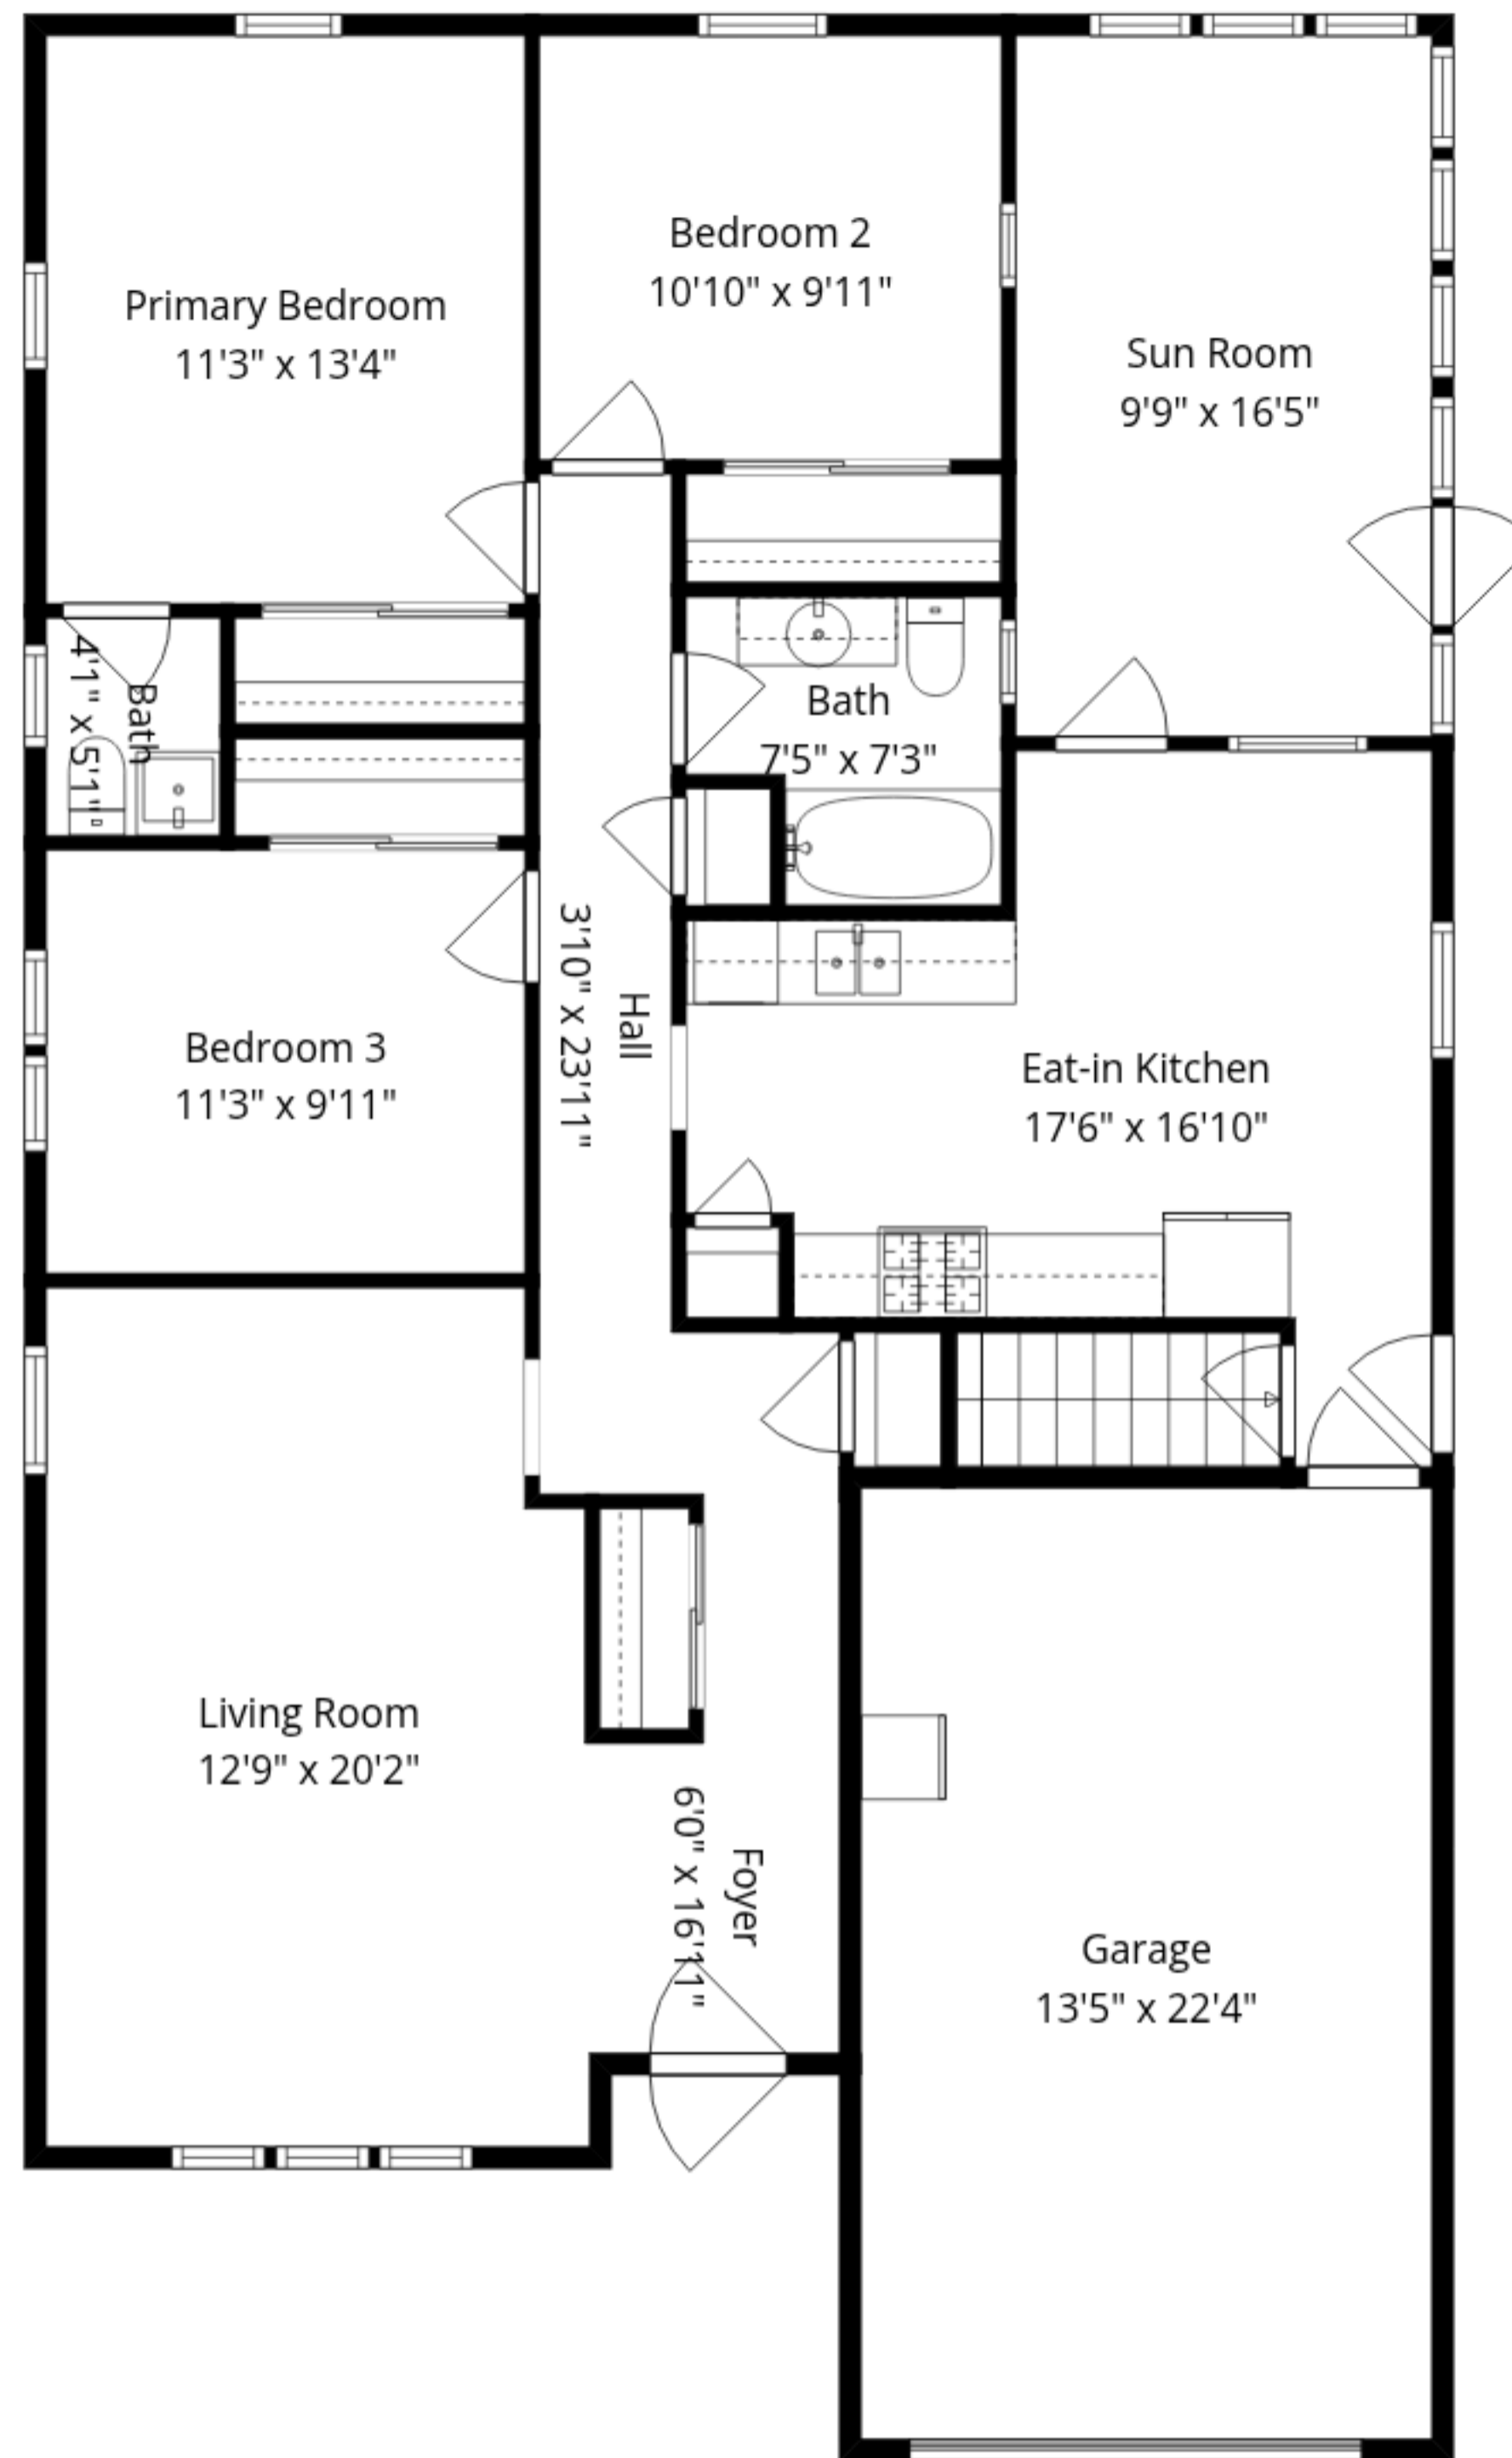 Bedroom 2
10'10" x 9'11"
Primary Bedroom
11'3" x 13'4"
Sun Room
9'9" x 16'5"
Bath
4'1" x 5'1"
Bath
7'5" x 7'3"
Hall
3'10" x 23'11"
Bedroom 3
11'3" x 9'11"
Eat-in Kitchen
17'6" x 16'10"
Living Room
12'9" x 20'2"
Foyer
6'0" x 16'11"
Garage
13'5" x 22'4"